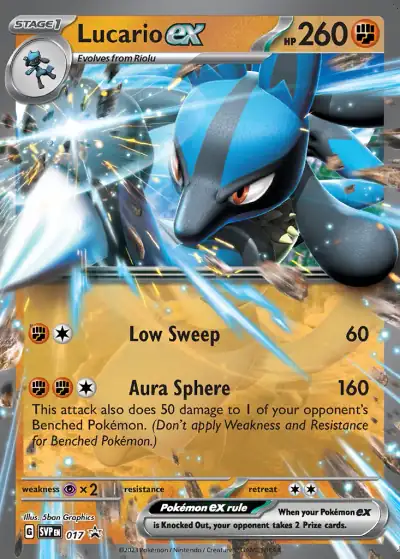 STAGE 1
Lucario ex
HP 260
Evolves from Riolu
Low Sweep 60
Aura Sphere 160
This attack also does 50 damage to 1 of your opponent's
Benched Pokémon. (Don't apply Weakness and Resistance
for Benched Pokémon.)
weakness ×2 resistance retreat
Illus. 5ban Graphics
Pokémon ex rule
When your Pokémon ex
is Knocked Out, your opponent takes 2 Prize cards.
G SVP EN 017
©2023 Pokémon / Nintendo / Creatures / GAME FREAK